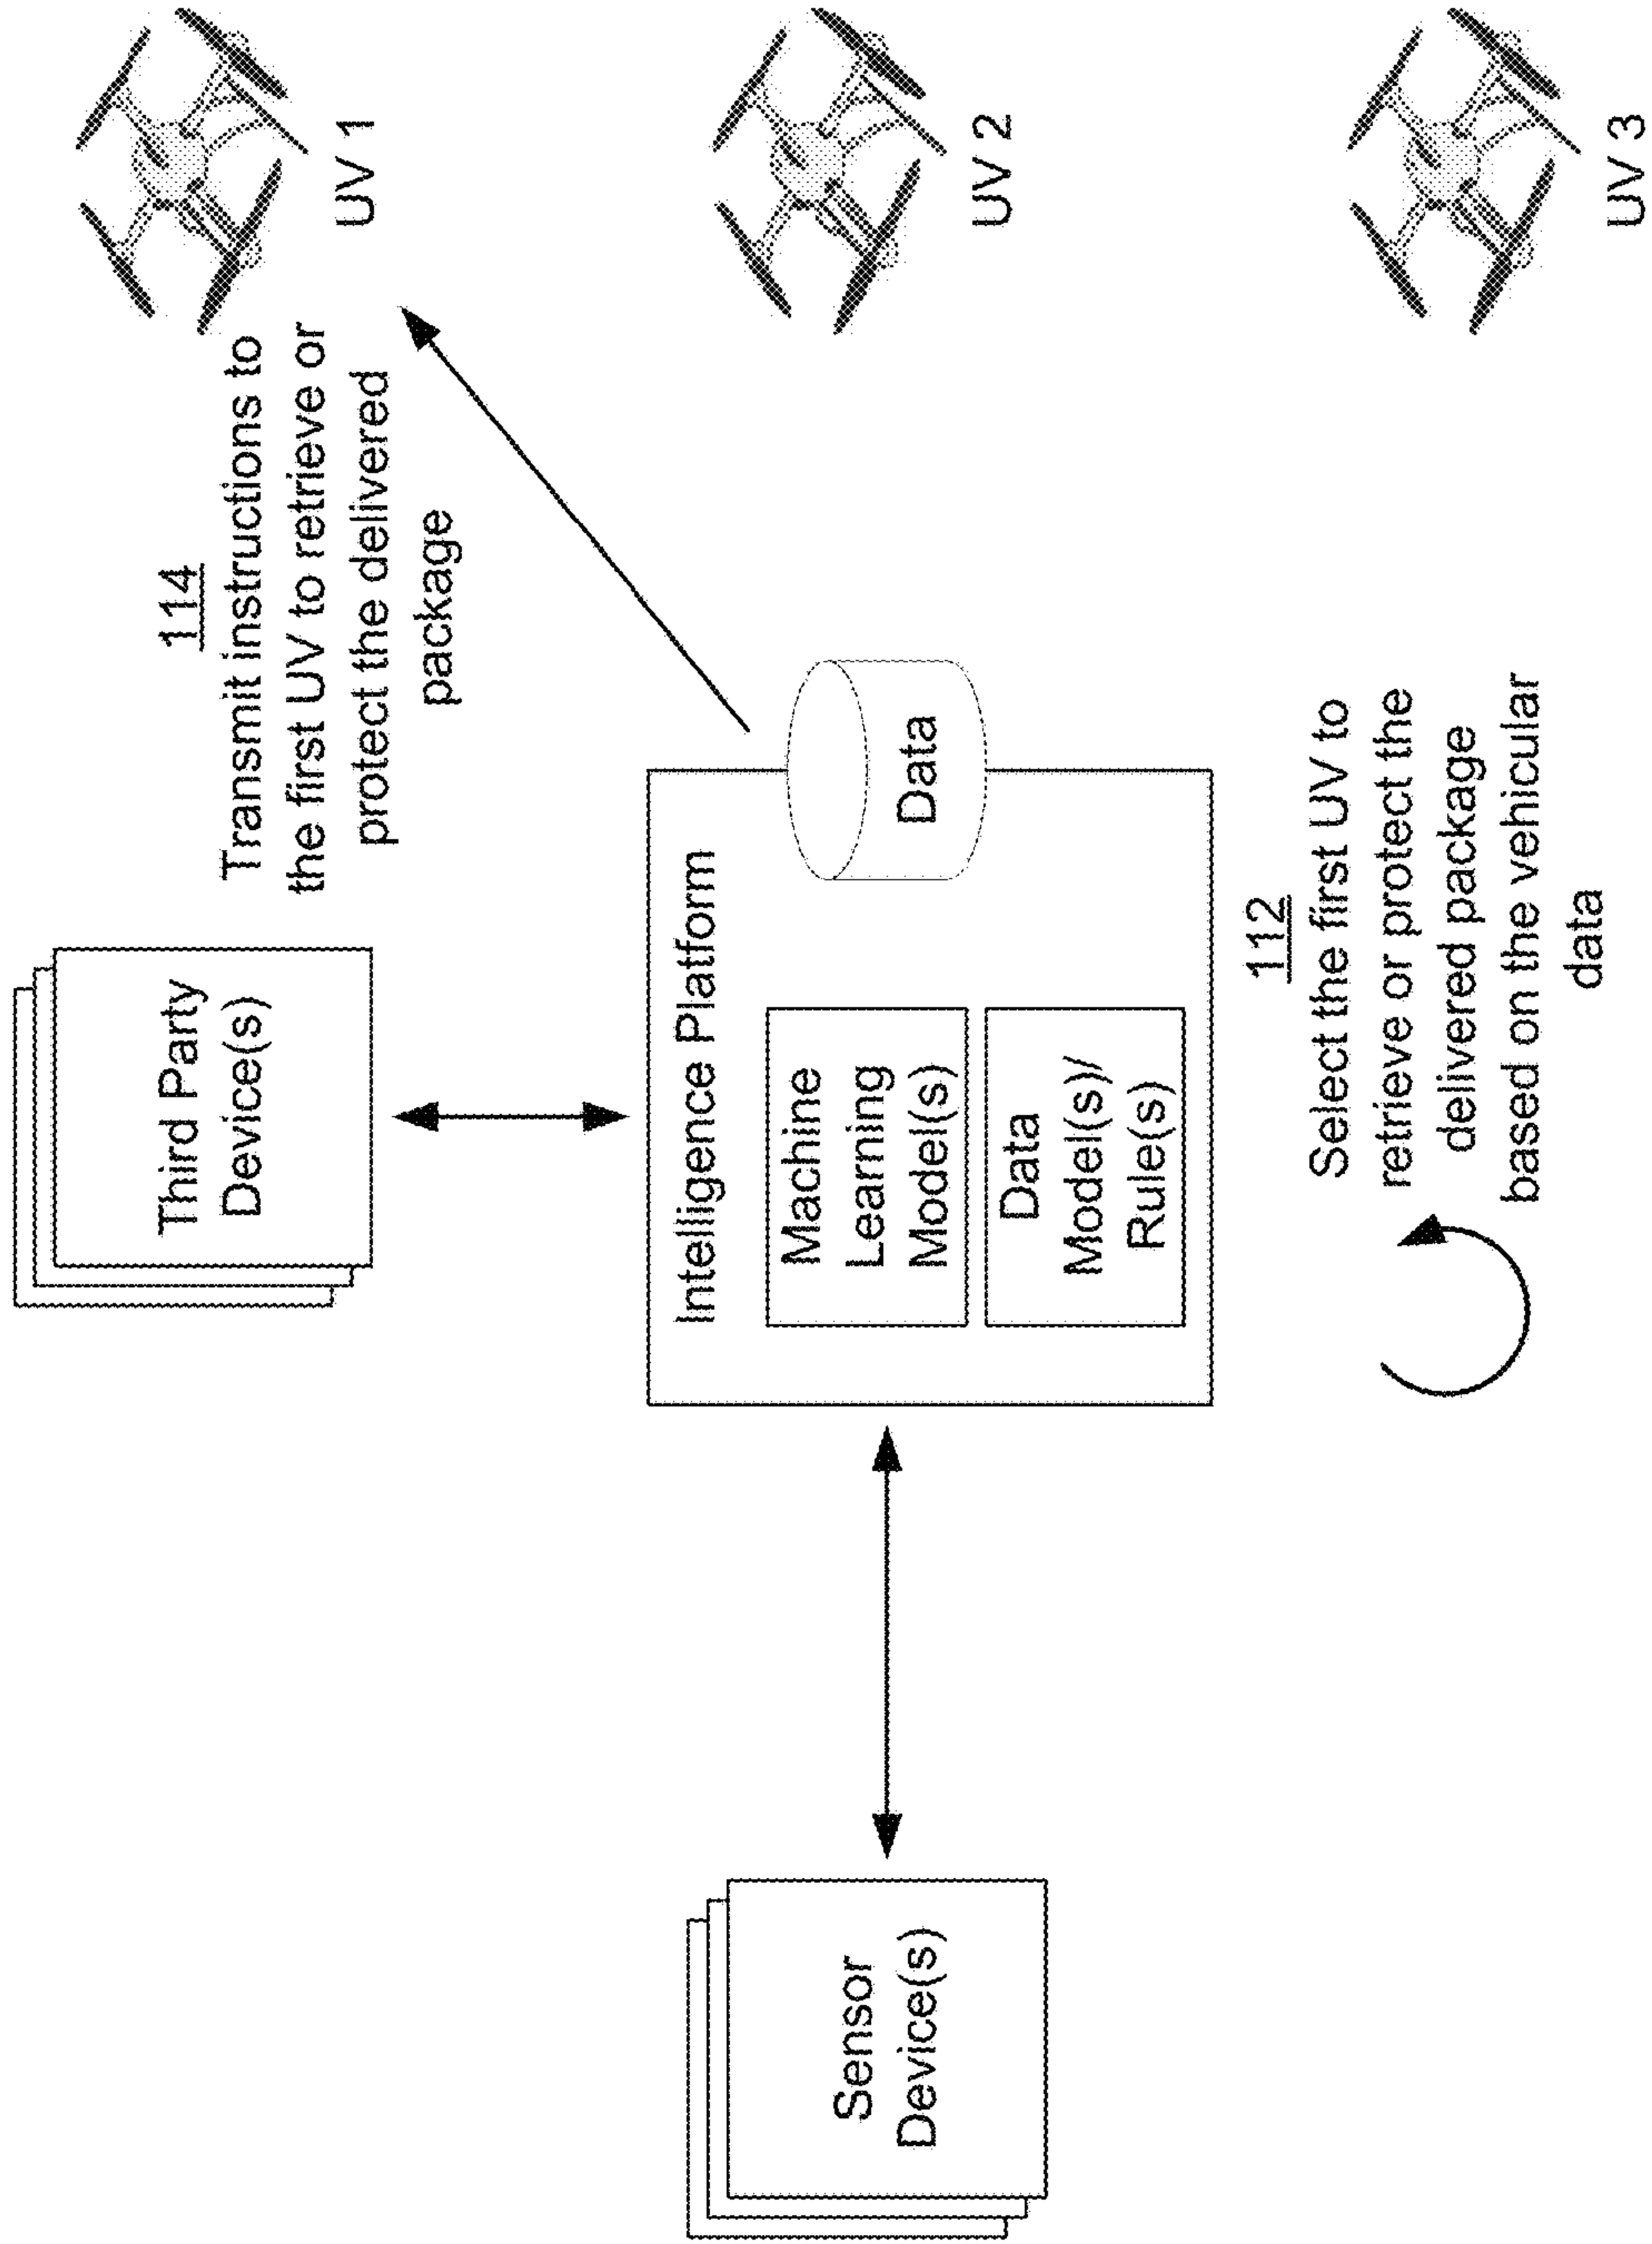 Third Party
Device(s)
114
Transmit instructions to
the first UV to retrieve or
protect the delivered
package
UV 1
Sensor
Device(s)
Intelligence Platform
Machine
Learning
Model(s)
Data
Model(s)/
Rule(s)
Data
UV 2
112
Select the first UV to
retrieve or protect the
delivered package
based on the vehicular
data
UV 3